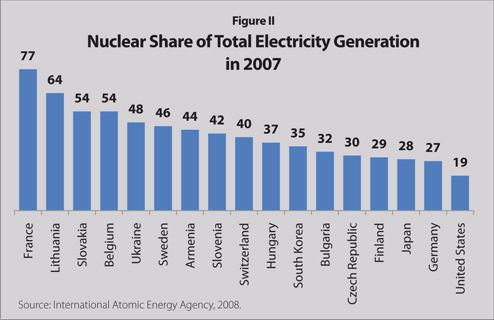 Figure II
Nuclear Share of Total Electricity Generation
in 2007
77
64
54
54
48
46
44
42
40
37
35
32
30
29
28
27
19
France
Lithuania
Slovakia
Belgium
Ukraine
Sweden
Armenia
Slovenia
Switzerland
Hungary
South Korea
Bulgaria
Czech Republic
Finland
Japan
Germany
United States
Source: International Atomic Energy Agency, 2008.